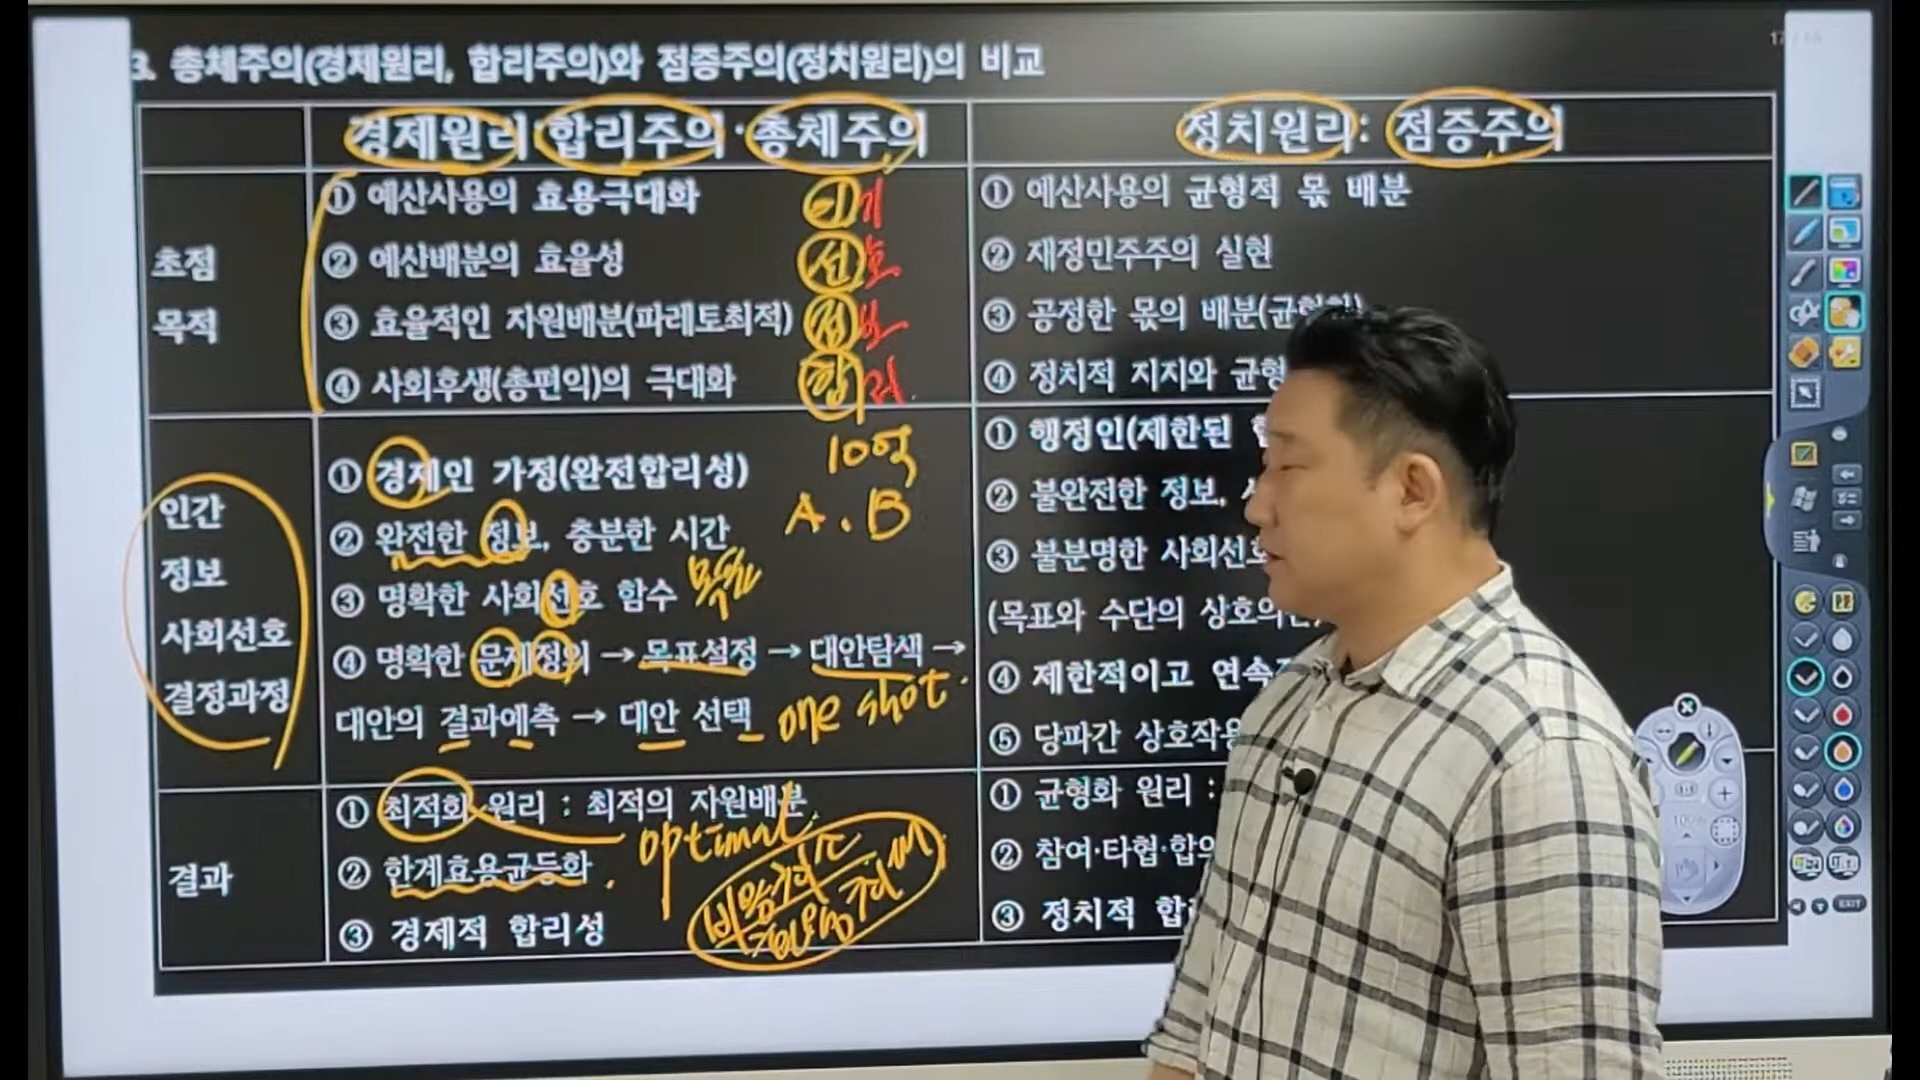 3. 총체주의(경제원리, 합리주의)와 점증주의(정치원리)의 비교
경제원리·합리주의·총체주의
정치원리: 점증주의
초점
목적
① 예산사용의 효용극대화
② 예산배분의 효율성
③ 효율적인 자원배분(파레토최적)
④ 사회후생(총편익)의 극대화
이기
선호
정보
합리
① 예산사용의 균형적 몫 배분
② 재정민주주의 실현
③ 공정한 몫의 배분(균형화)
④ 정치적 지지와 균형
인간
정보
사회선호
결정과정
① 경제인 가정(완전합리성)
② 완전한 정보, 충분한 시간
③ 명확한 사회선호 함수
④ 명확한 문제정의 → 목표설정 → 대안탐색 →
대안의 결과예측 → 대안 선택
10억
A . B
one shot.
① 행정인(제한된
② 불완전한 정보,
③ 불분명한 사회선호
(목표와 수단의 상호의존
④ 제한적이고 연속
⑤ 당파간 상호작용
결과
① 최적화 원리 : 최적의 자원배분
② 한계효용균등화
③ 경제적 합리성
optimal
① 균형화 원리 :
② 참여·타협·합의
③ 정치적 합
100%
EXIT